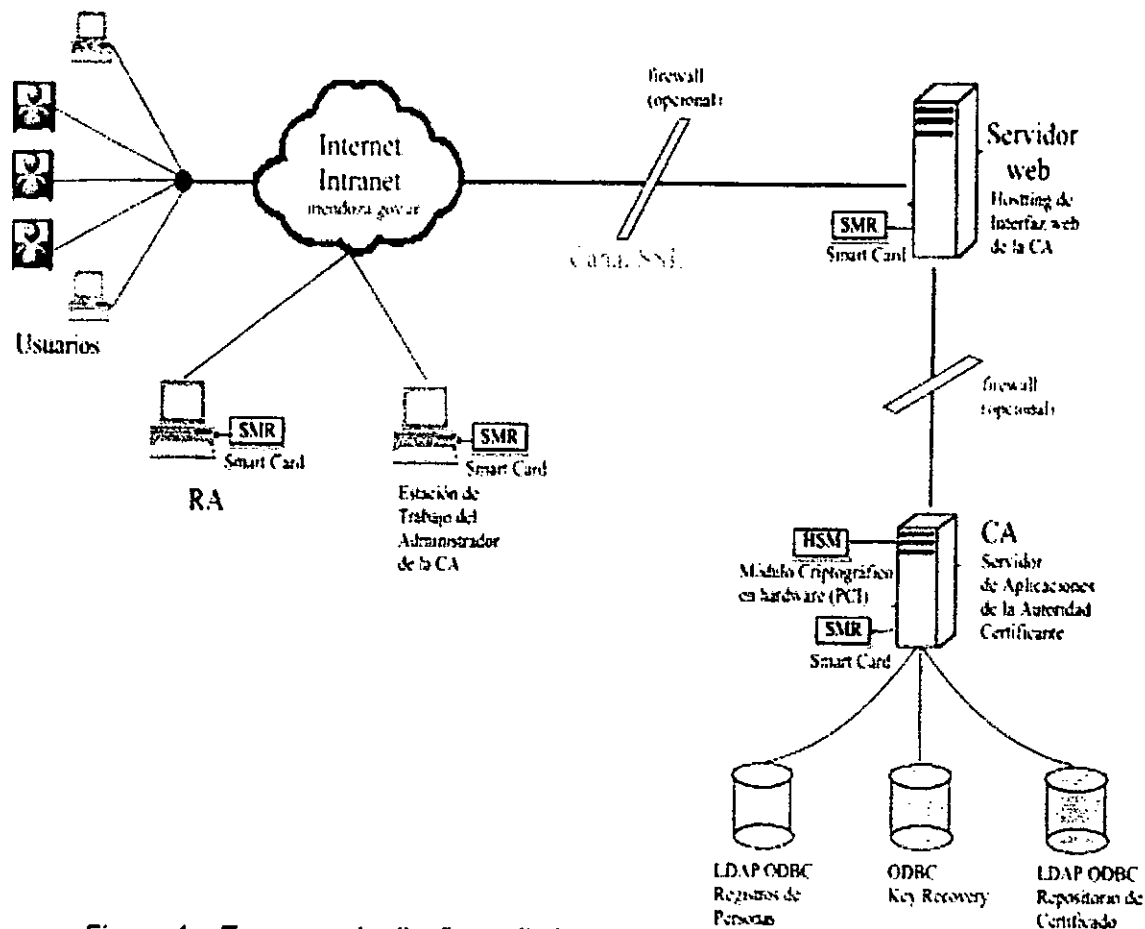 firewall
(opcional)
Internet
Intranet
mendoza.gov.ar
Servidor
web
Hostting de
Interfaz web
de la CA
SMR
Smart Card
Canal SSL
Usuarios
firewall
(opcional)
SMR
Smart Card
RA
SMR
Smart Card
Estación de
Trabajo del
Administrador
de la CA
HSM
Módulo Criptográfico
en hardware (PCI)
SMR
Smart Card
CA
Servidor
de Aplicaciones
de la Autoridad
Certificante
LDAP ODBC
Registros de
Personas
ODBC
Key Recovery
LDAP ODBC
Repositorio de
Certificado